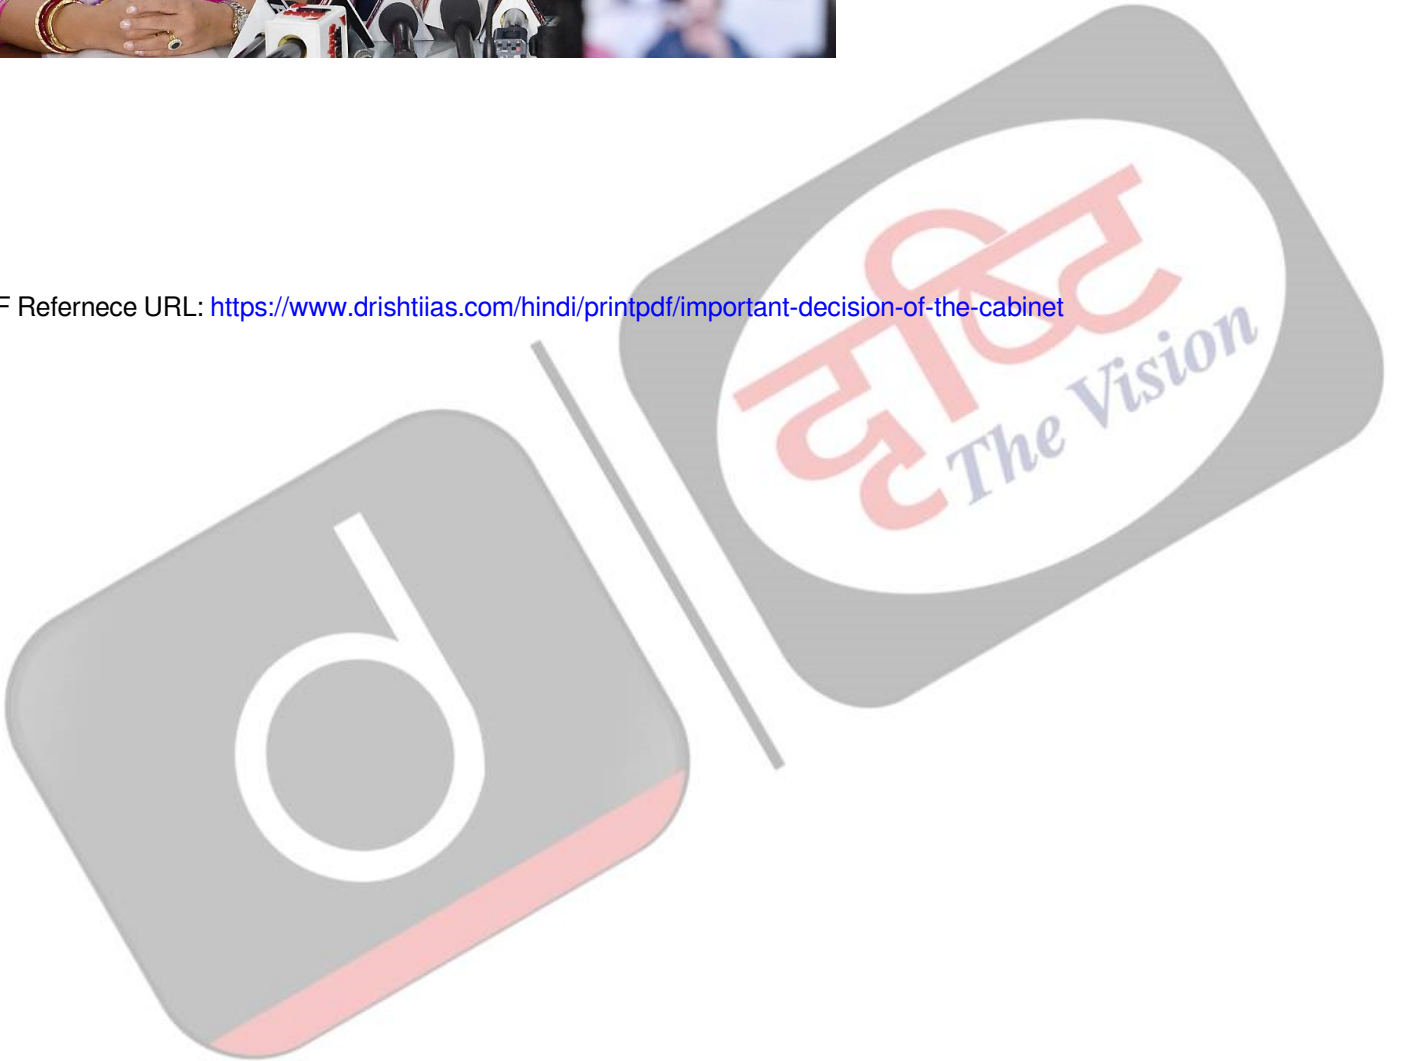 F Refernece URL: https://www.drishtiias.com/hindi/printpdf/important-decision-of-the-cabinet
दृष्टि
The Vision
d